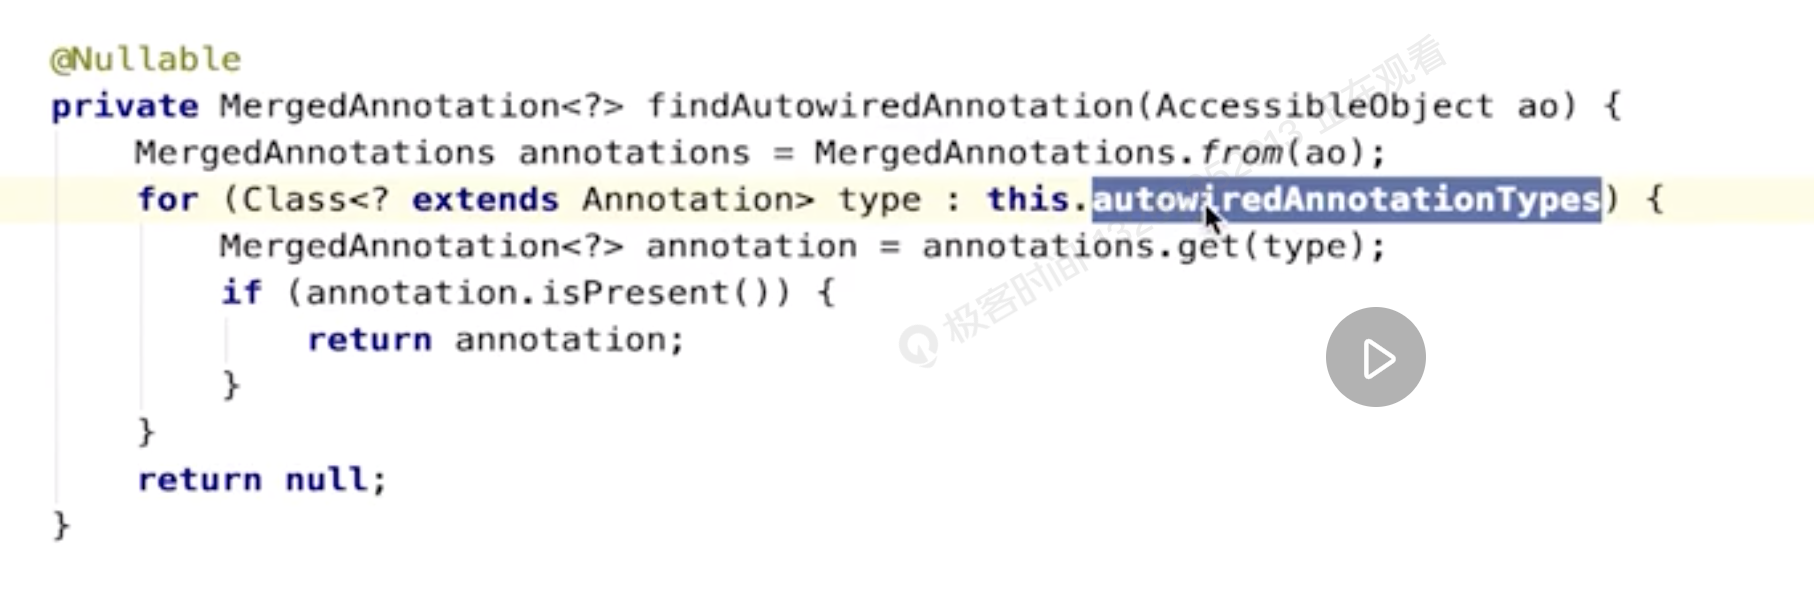 @Nullable
private MergedAnnotation<?> findAutowiredAnnotation(AccessibleObject ao) {
MergedAnnotations annotations = MergedAnnotations.from(ao);
for (Class<? extends Annotation> type : this.autowiredAnnotationTypes) {
MergedAnnotation<?> annotation = annotations.get(type);
if (annotation.isPresent()) {
return annotation;
}
}
return null;
}
极客时间 正在观看